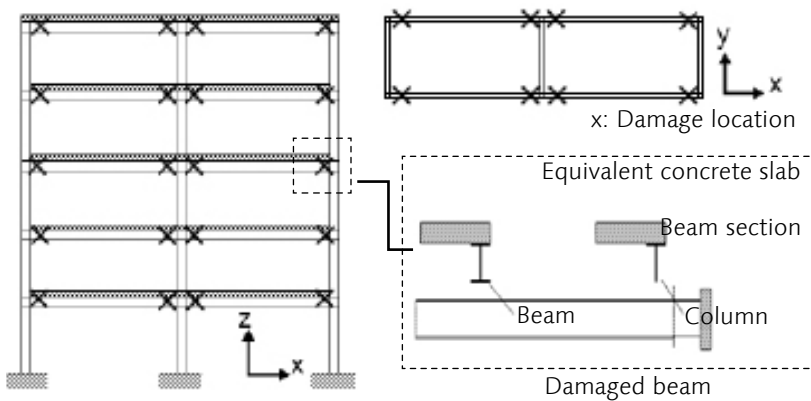 z
x
y
x
x: Damage location
Equivalent concrete slab
Beam section
Beam
Column
Damaged beam